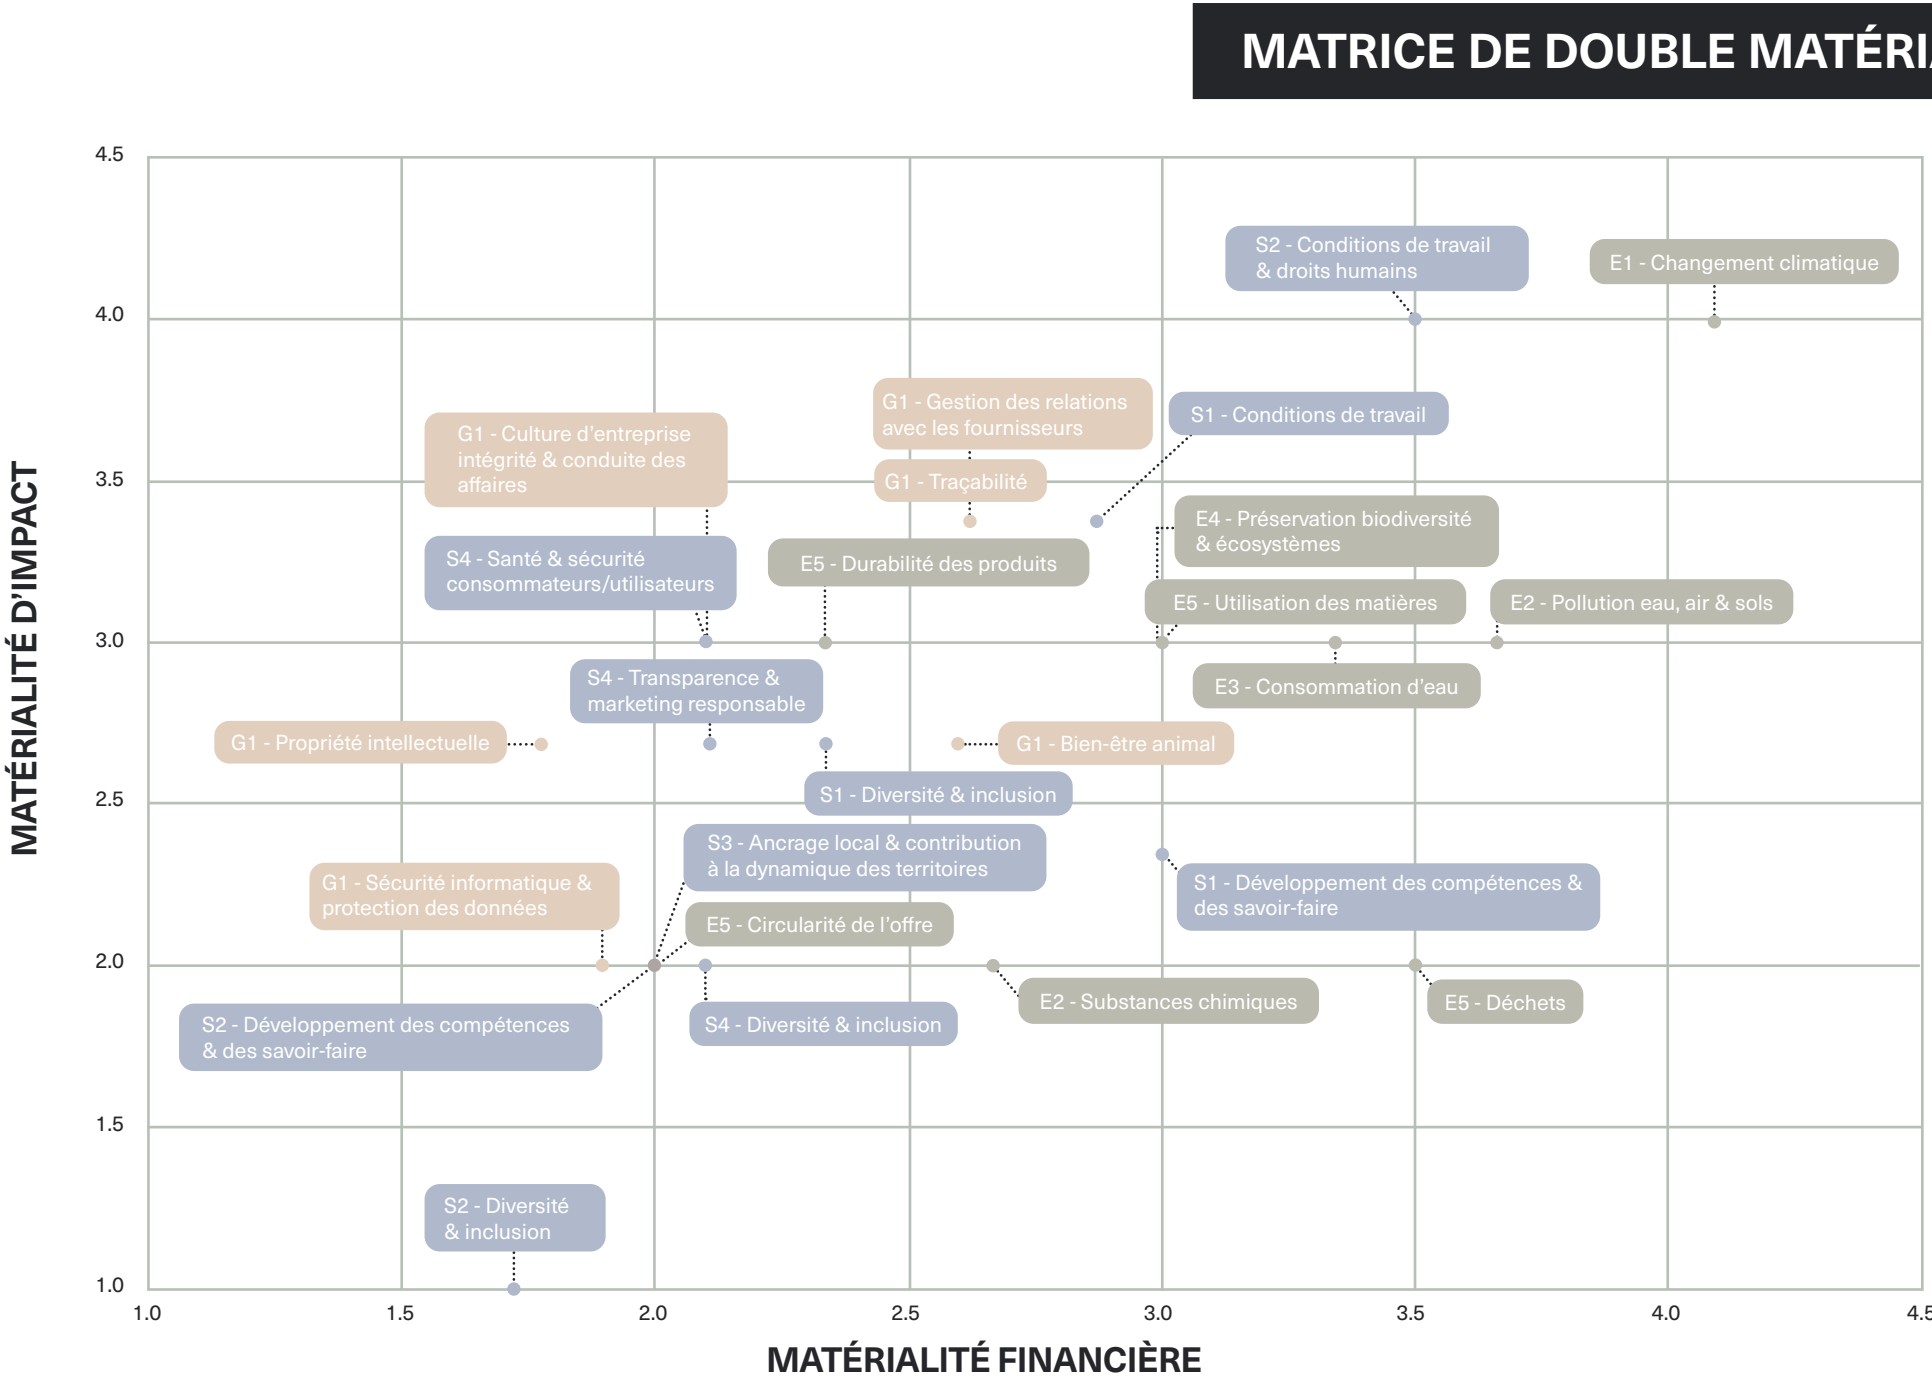 MATRICE DE DOUBLE MATÉRI
MATÉRIALITÉ D'IMPACT
4.5
4.0
3.5
3.0
2.5
2.0
1.5
1.0
S2 - Conditions de travail
& droits humains
E1 - Changement climatique
G1 - Gestion des relations
avec les fournisseurs
S1 - Conditions de travail
G1 - Culture d'entreprise
intégrité & conduite des
affaires
G1 - Traçabilité
E4 - Préservation biodiversité
& écosystèmes
S4 - Santé & sécurité
consommateurs/utilisateurs
E5 - Durabilité des produits
E5 - Utilisation des matières
E2 - Pollution eau, air & sols
S4 - Transparence &
marketing responsable
E3 - Consommation d'eau
G1 - Propriété intellectuelle
G1 - Bien-être animal
S1 - Diversité & inclusion
S3 - Ancrage local & contribution
à la dynamique des territoires
G1 - Sécurité informatique &
protection des données
S1 - Développement des compétences &
des savoir-faire
E5 - Circularité de l'offre
E2 - Substances chimiques
E5 - Déchets
S2 - Développement des compétences
& des savoir-faire
S4 - Diversité & inclusion
S2 - Diversité
& inclusion
1.0 1.5 2.0 2.5 3.0 3.5 4.0 4.5
MATÉRIALITÉ FINANCIÈRE